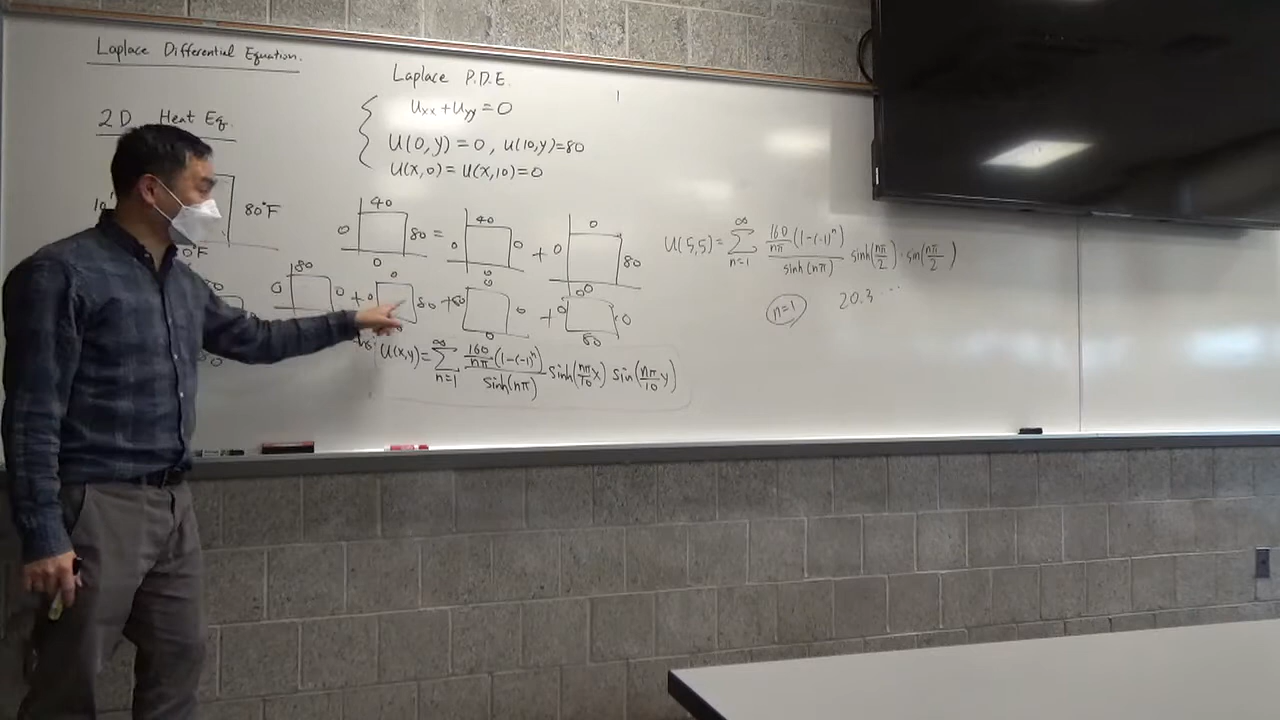 Laplace Differential Equation.
2D Heat Eq.
80°F
0°F
Laplace P.D.E.
Uxx + Uyy = 0
U(0,y) = 0, u(10,y)=80
U(x,0) = U(x,10) = 0
40
0 80 =
0
40
0 0
0
+
0
0 80
0
80
0 0
+
0
0 80
+
80 0
0
+
0 0
80
U(x,y) = ∑ n=1 ∞ 160/nπ (1-(-1)^n) / sinh(nπ) sinh(nπ/10 x) sin(nπ/10 y)
U(5,5) = ∑ n=1 ∞ 160/nπ (1-(-1)^n) / sinh(nπ) sinh(nπ/2) · sin(nπ/2)
n=1 20.3...